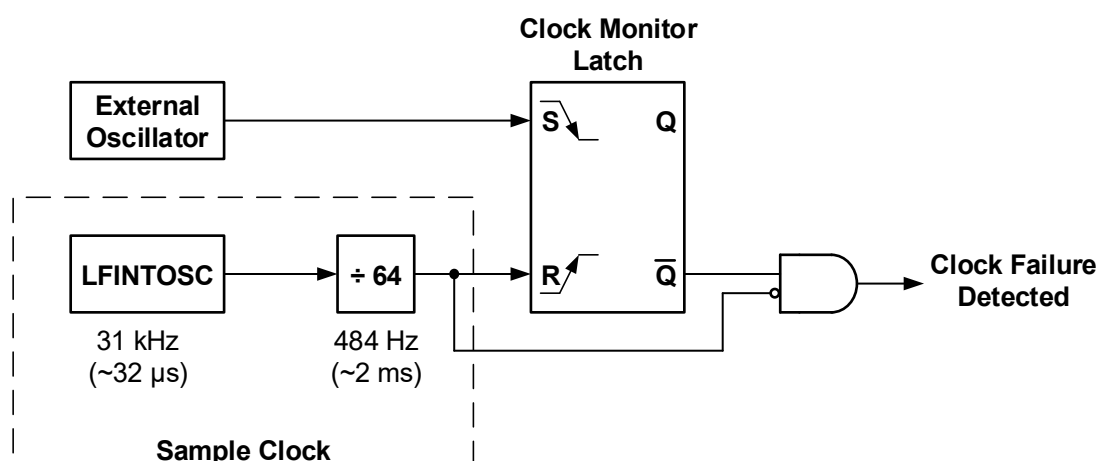 Clock Monitor
Latch
External
Oscillator
S
Q
LFINTOSC
÷ 64
R
Q̅
Clock Failure
Detected
31 kHz
(~32 µs)
484 Hz
(~2 ms)
Sample Clock